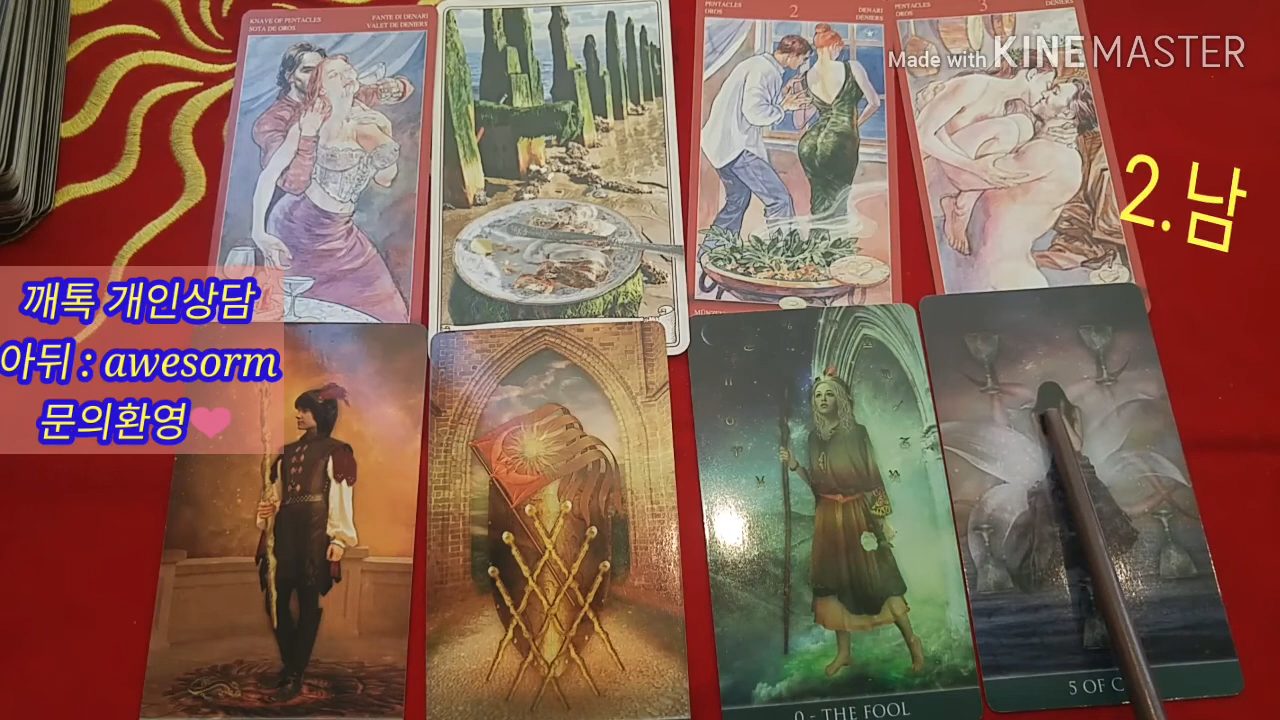 KNAVE OF PENTACLES
SOTA DE OROS
FANTE DI DENARI
VALET DE DENIERS
PENTACLES
OROS
2
DENARI
DENIERS
PENTACLES
OROS
3
DENIERS
Made with KINEMASTER
2.남
깨톡 개인상담
아뒤 : awesorm
문의환영
0 - THE FOOL
5 OF C